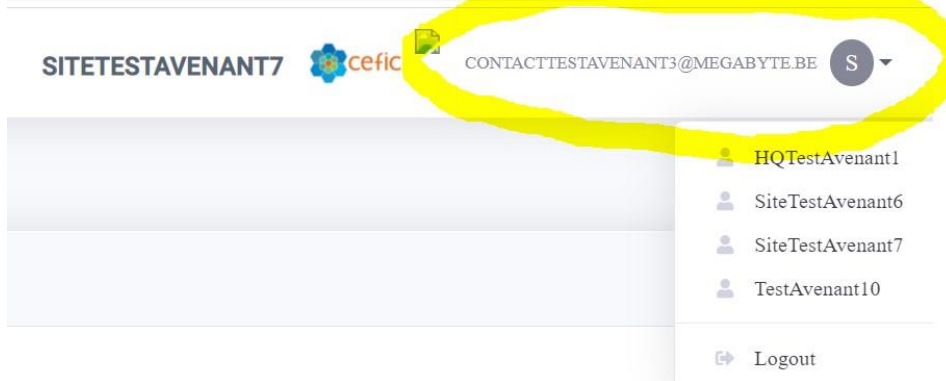 SITETESTAVENANT7 cefic CONTACTTESTAVENANT3@MEGABYTE.BE S
HQTestAvenant1
SiteTestAvenant6
SiteTestAvenant7
TestAvenant10
Logout